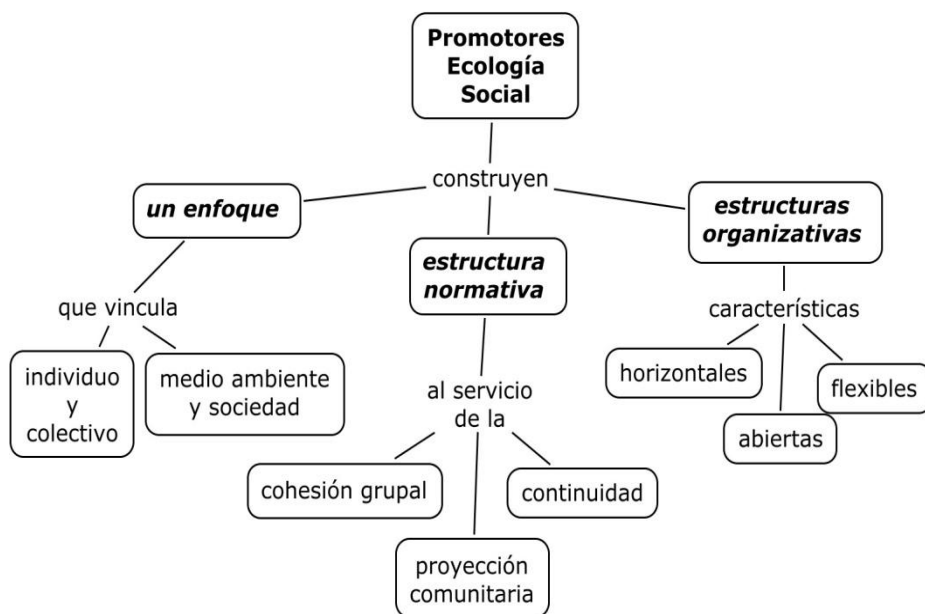 Promotores
Ecología
Social
construyen
un enfoque
que vincula
individuo
y
colectivo
medio ambiente
y sociedad
estructura
normativa
al servicio
de la
cohesión grupal
proyección
comunitaria
continuidad
estructuras
organizativas
características
horizontales
abiertas
flexibles